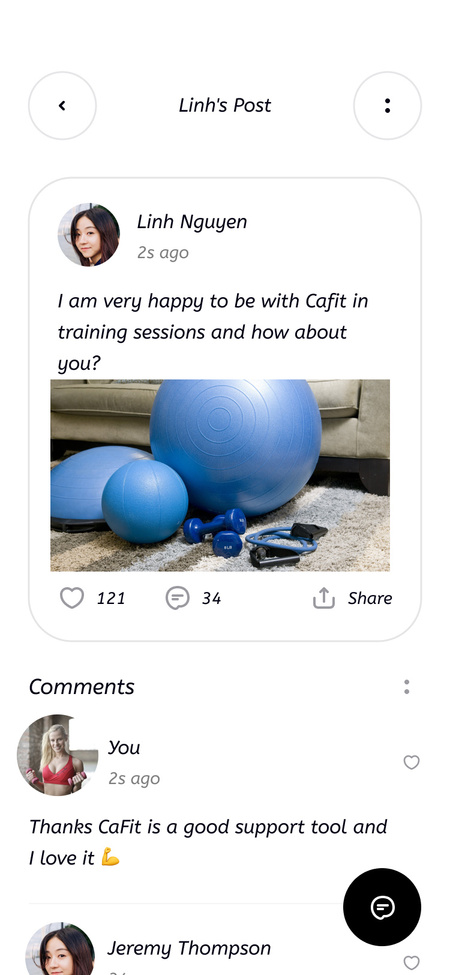 Linh's Post
Linh Nguyen
2s ago
I am very happy to be with Cafit in
training sessions and how about
you?
121
34
Share
Comments
You
2s ago
Thanks CaFit is a good support tool and
I love it 💪
Jeremy Thompson